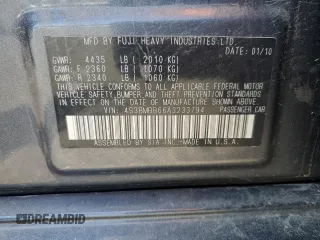 MFD BY FUJI HEAVY INDUSTRIES LTD.
DATE: 01/10
GVWR: 4435 LB ( 2010 KG)
GAWR: F 2360 LB ( 1070 KG)
GAWR: R 2340 LB ( 1060 KG)
THIS VEHICLE CONFORMS TO ALL APPLICABLE FEDERAL MOTOR
VEHICLE SAFETY, BUMPER, AND THEFT PREVENTION STANDARDS
IN EFFECT ON THE DATE OF MANUFACTURE SHOWN ABOVE.
VIN: 4S3BMBH66A3233794 PASSENGER CAR
ASSEMBLED BY SIA INC.-MADE IN U.S.A.
DREAMBID